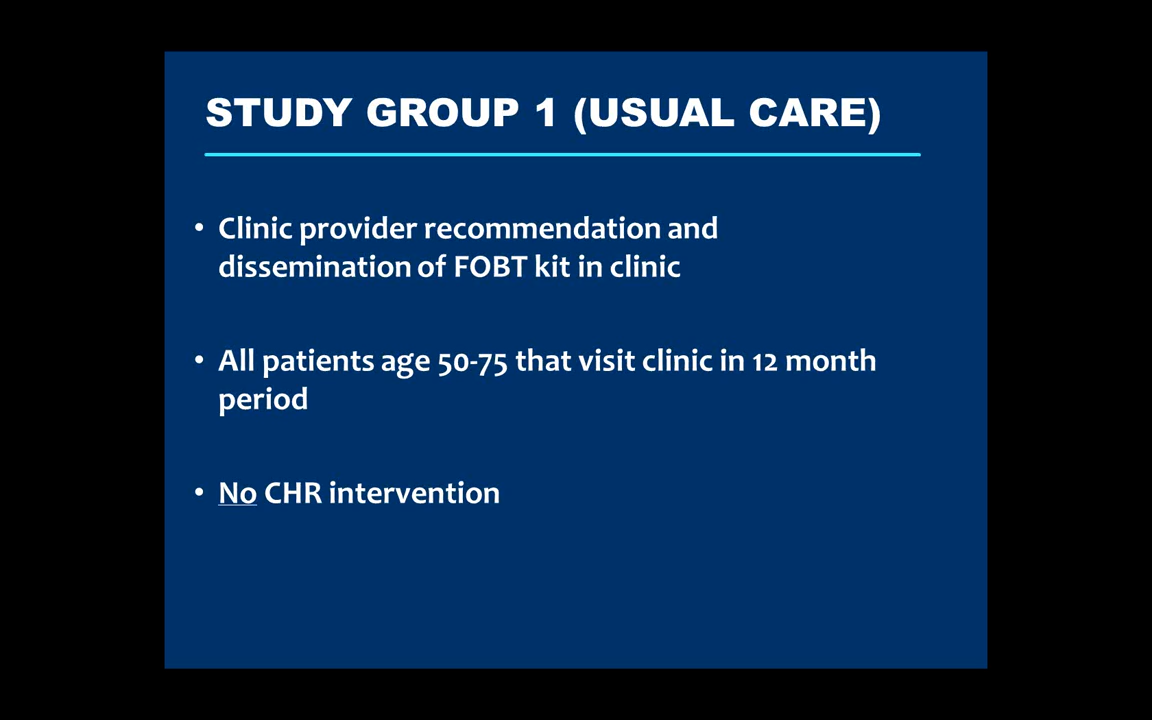 STUDY GROUP 1 (USUAL CARE)
• Clinic provider recommendation and
dissemination of FOBT kit in clinic
• All patients age 50-75 that visit clinic in 12 month
period
• No CHR intervention